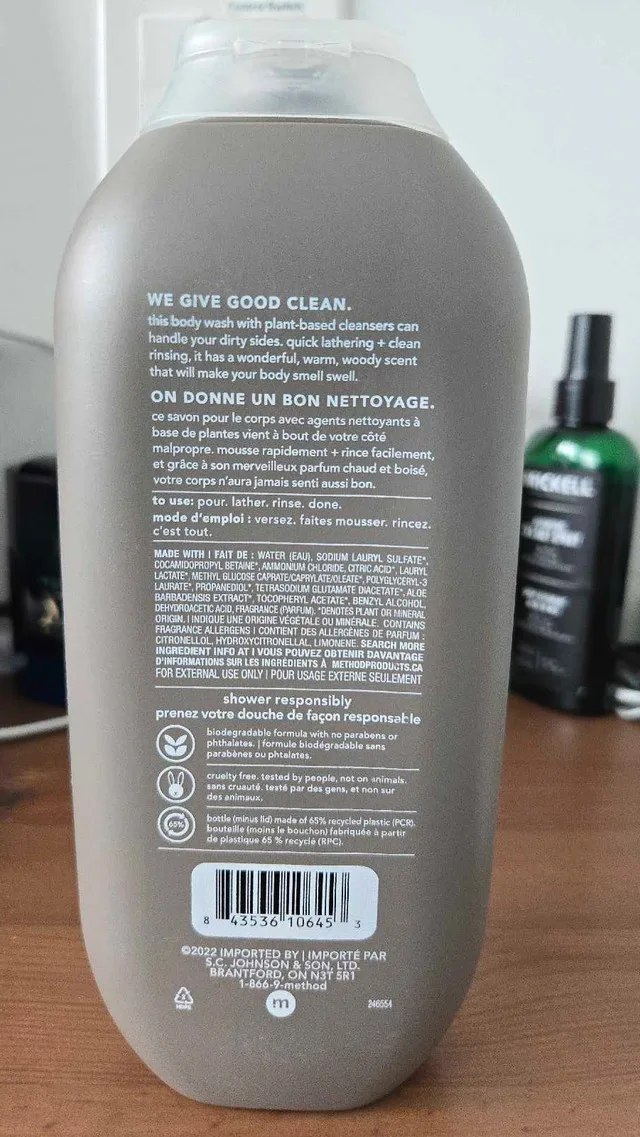 WE GIVE GOOD CLEAN.
this body wash with plant-based cleansers can
handle your dirty sides. quick lathering + clean
rinsing, it has a wonderful, warm, woody scent
that will make your body smell swell.
ON DONNE UN BON NETTOYAGE.
ce savon pour le corps avec agents nettoyants à
base de plantes vient à bout de votre côté
malpropre. mousse rapidement + rince facilement,
et grâce à son merveilleux parfum chaud et boisé,
votre corps n'aura jamais senti aussi bon.
to use: pour. lather. rinse. done.
mode d'emploi : versez. faites mousser. rincez.
c'est tout.
MADE WITH I FAIT DE : WATER (EAU), SODIUM LAURYL SULFATE*,
COCAMIDOPROPYL BETAINE*, AMMONIUM CHLORIDE, CITRIC ACID*, LAURYL
LACTATE*, METHYL GLUCOSE CAPRATE/CAPRYLATE/OLEATE*, POLYGLYCERYL-3
LAURATE*, PROPANEDIOL*, TETRASODIUM GLUTAMATE DIACETATE*, ALOE
BARBADENSIS EXTRACT*, TOCOPHERYL ACETATE*, BENZYL ALCOHOL,
DEHYDROACETIC ACID, FRAGRANCE (PARFUM). *DENOTES PLANT OR MINERAL
ORIGIN. I INDIQUE UNE ORIGINE VÉGÉTALE OU MINÉRALE. CONTAINS
FRAGRANCE ALLERGENS I CONTIENT DES ALLERGÈNES DE PARFUM :
CITRONELLOL, HYDROXYCITRONELLAL, LIMONENE. SEARCH MORE
INGREDIENT INFO AT I VOUS POUVEZ OBTENIR DAVANTAGE
D'INFORMATIONS SUR LES INGRÉDIENTS À METHODPRODUCTS.CA
FOR EXTERNAL USE ONLY | POUR USAGE EXTERNE SEULEMENT
shower responsibly
prenez votre douche de façon responsable
biodegradable formula with no parabens or
phthalates. | formule biodégradable sans
parabènes ou phtalates.
cruelty free. tested by people, not on animals.
sans cruauté. testé par des gens, et non sur
des animaux.
65%
bottle (minus lid) made of 65% recycled plastic (PCR).
bouteille (moins le bouchon) fabriquée à partir
de plastique 65 % recyclé (RPC).
8 43536 10645 3
©2022 IMPORTED BY | IMPORTÉ PAR
S.C. JOHNSON & SON, LTD.
BRANTFORD, ON N3T 5R1
1-866-9-method
m
246554